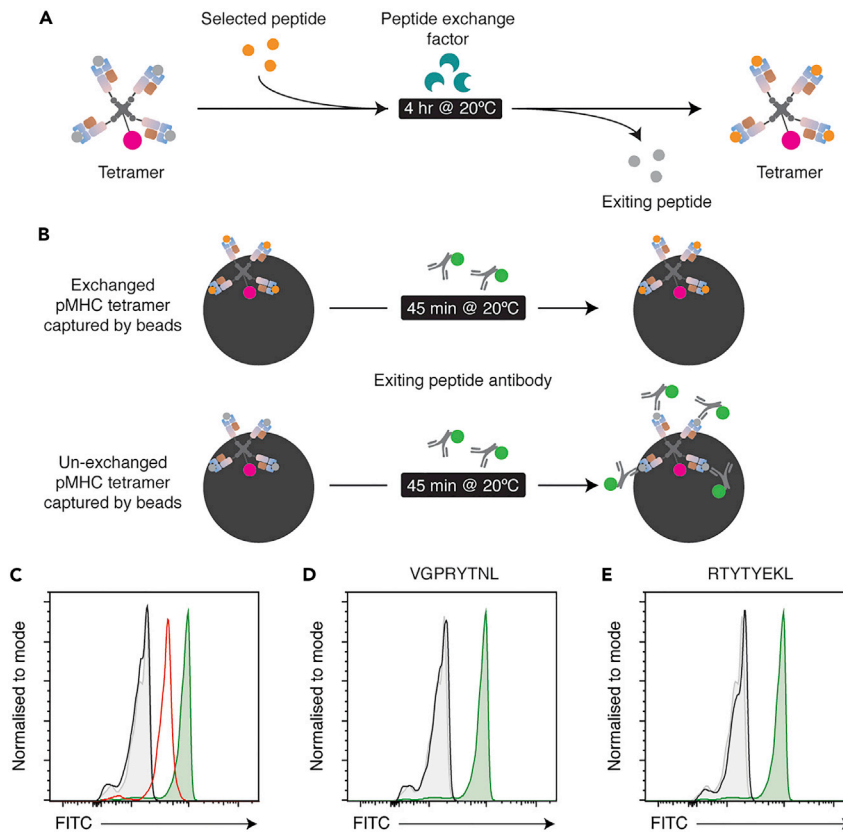 A
Selected peptide
Peptide exchange
factor
4 hr @ 20ºC
Tetramer
Exiting peptide
Tetramer
B
Exchanged
pMHC tetramer
captured by beads
45 min @ 20ºC
Exiting peptide antibody
Un-exchanged
pMHC tetramer
captured by beads
45 min @ 20ºC
C
Normalised to mode
FITC
D
VGPRYTNL
Normalised to mode
FITC
E
RTYTYEKL
Normalised to mode
FITC